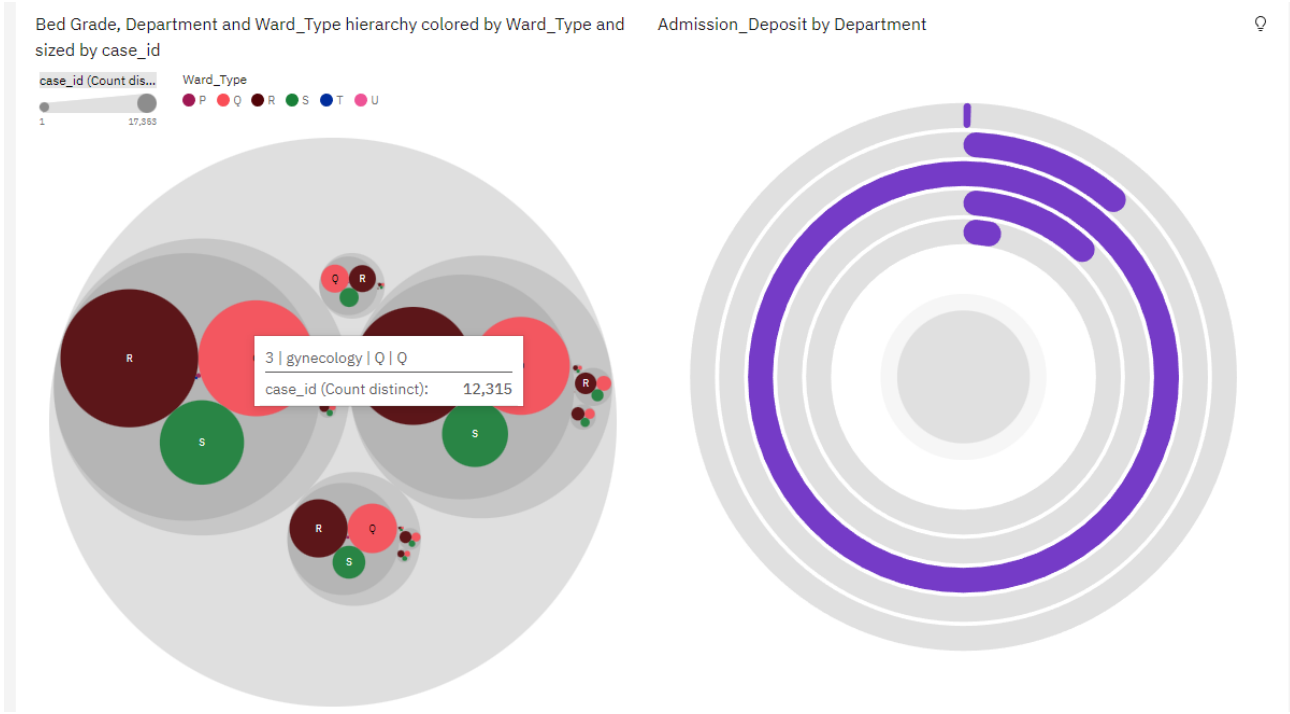 Bed Grade, Department and Ward_Type hierarchy colored by Ward_Type and
sized by case_id
case_id (Count dis...
1
17,353
Ward_Type
P Q R S T U
Q R
R
S
3 | gynecology | Q | Q
case_id (Count distinct): 12,315
R
S
R Q
S
Admission_Deposit by Department